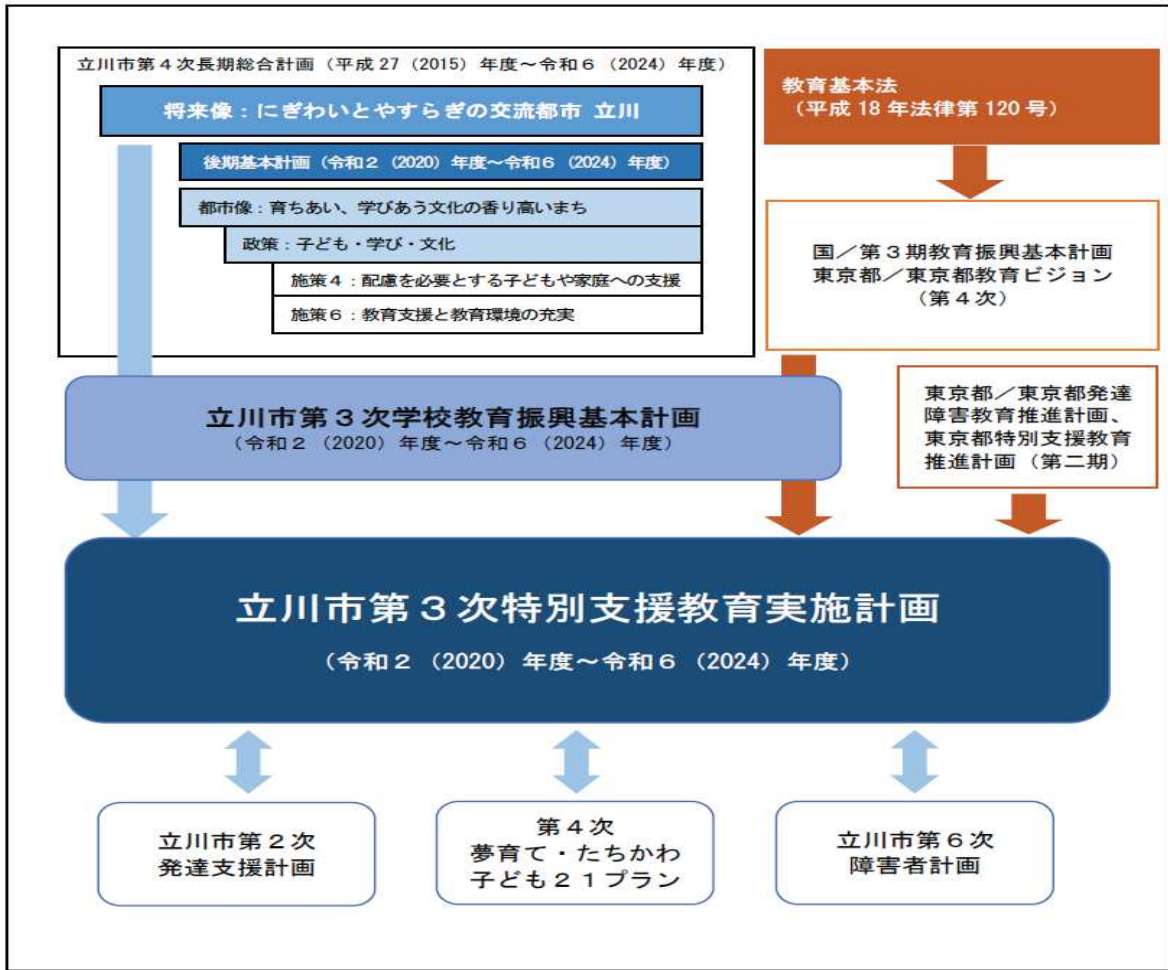 立川市第４次長期総合計画（平成27（2015）年度～令和６（2024）年度）
将来像：にぎわいとやすらぎの交流都市 立川
後期基本計画（令和２（2020）年度～令和６（2024）年度）
都市像：育ちあい、学びあう文化の香り高いまち
政策：子ども・学び・文化
施策４：配慮を必要とする子どもや家庭への支援
施策６：教育支援と教育環境の充実
教育基本法
（平成18年法律第120号）
国／第３期教育振興基本計画
東京都／東京都教育ビジョン
（第４次）
立川市第３次学校教育振興基本計画
（令和２（2020）年度～令和６（2024）年度）
東京都／東京都発達
障害教育推進計画、
東京都特別支援教育
推進計画（第二期）
立川市第３次特別支援教育実施計画
（令和２（2020）年度～令和６（2024）年度）
立川市第２次
発達支援計画
第４次
夢育て・たちかわ
子ども２１プラン
立川市第６次
障害者計画